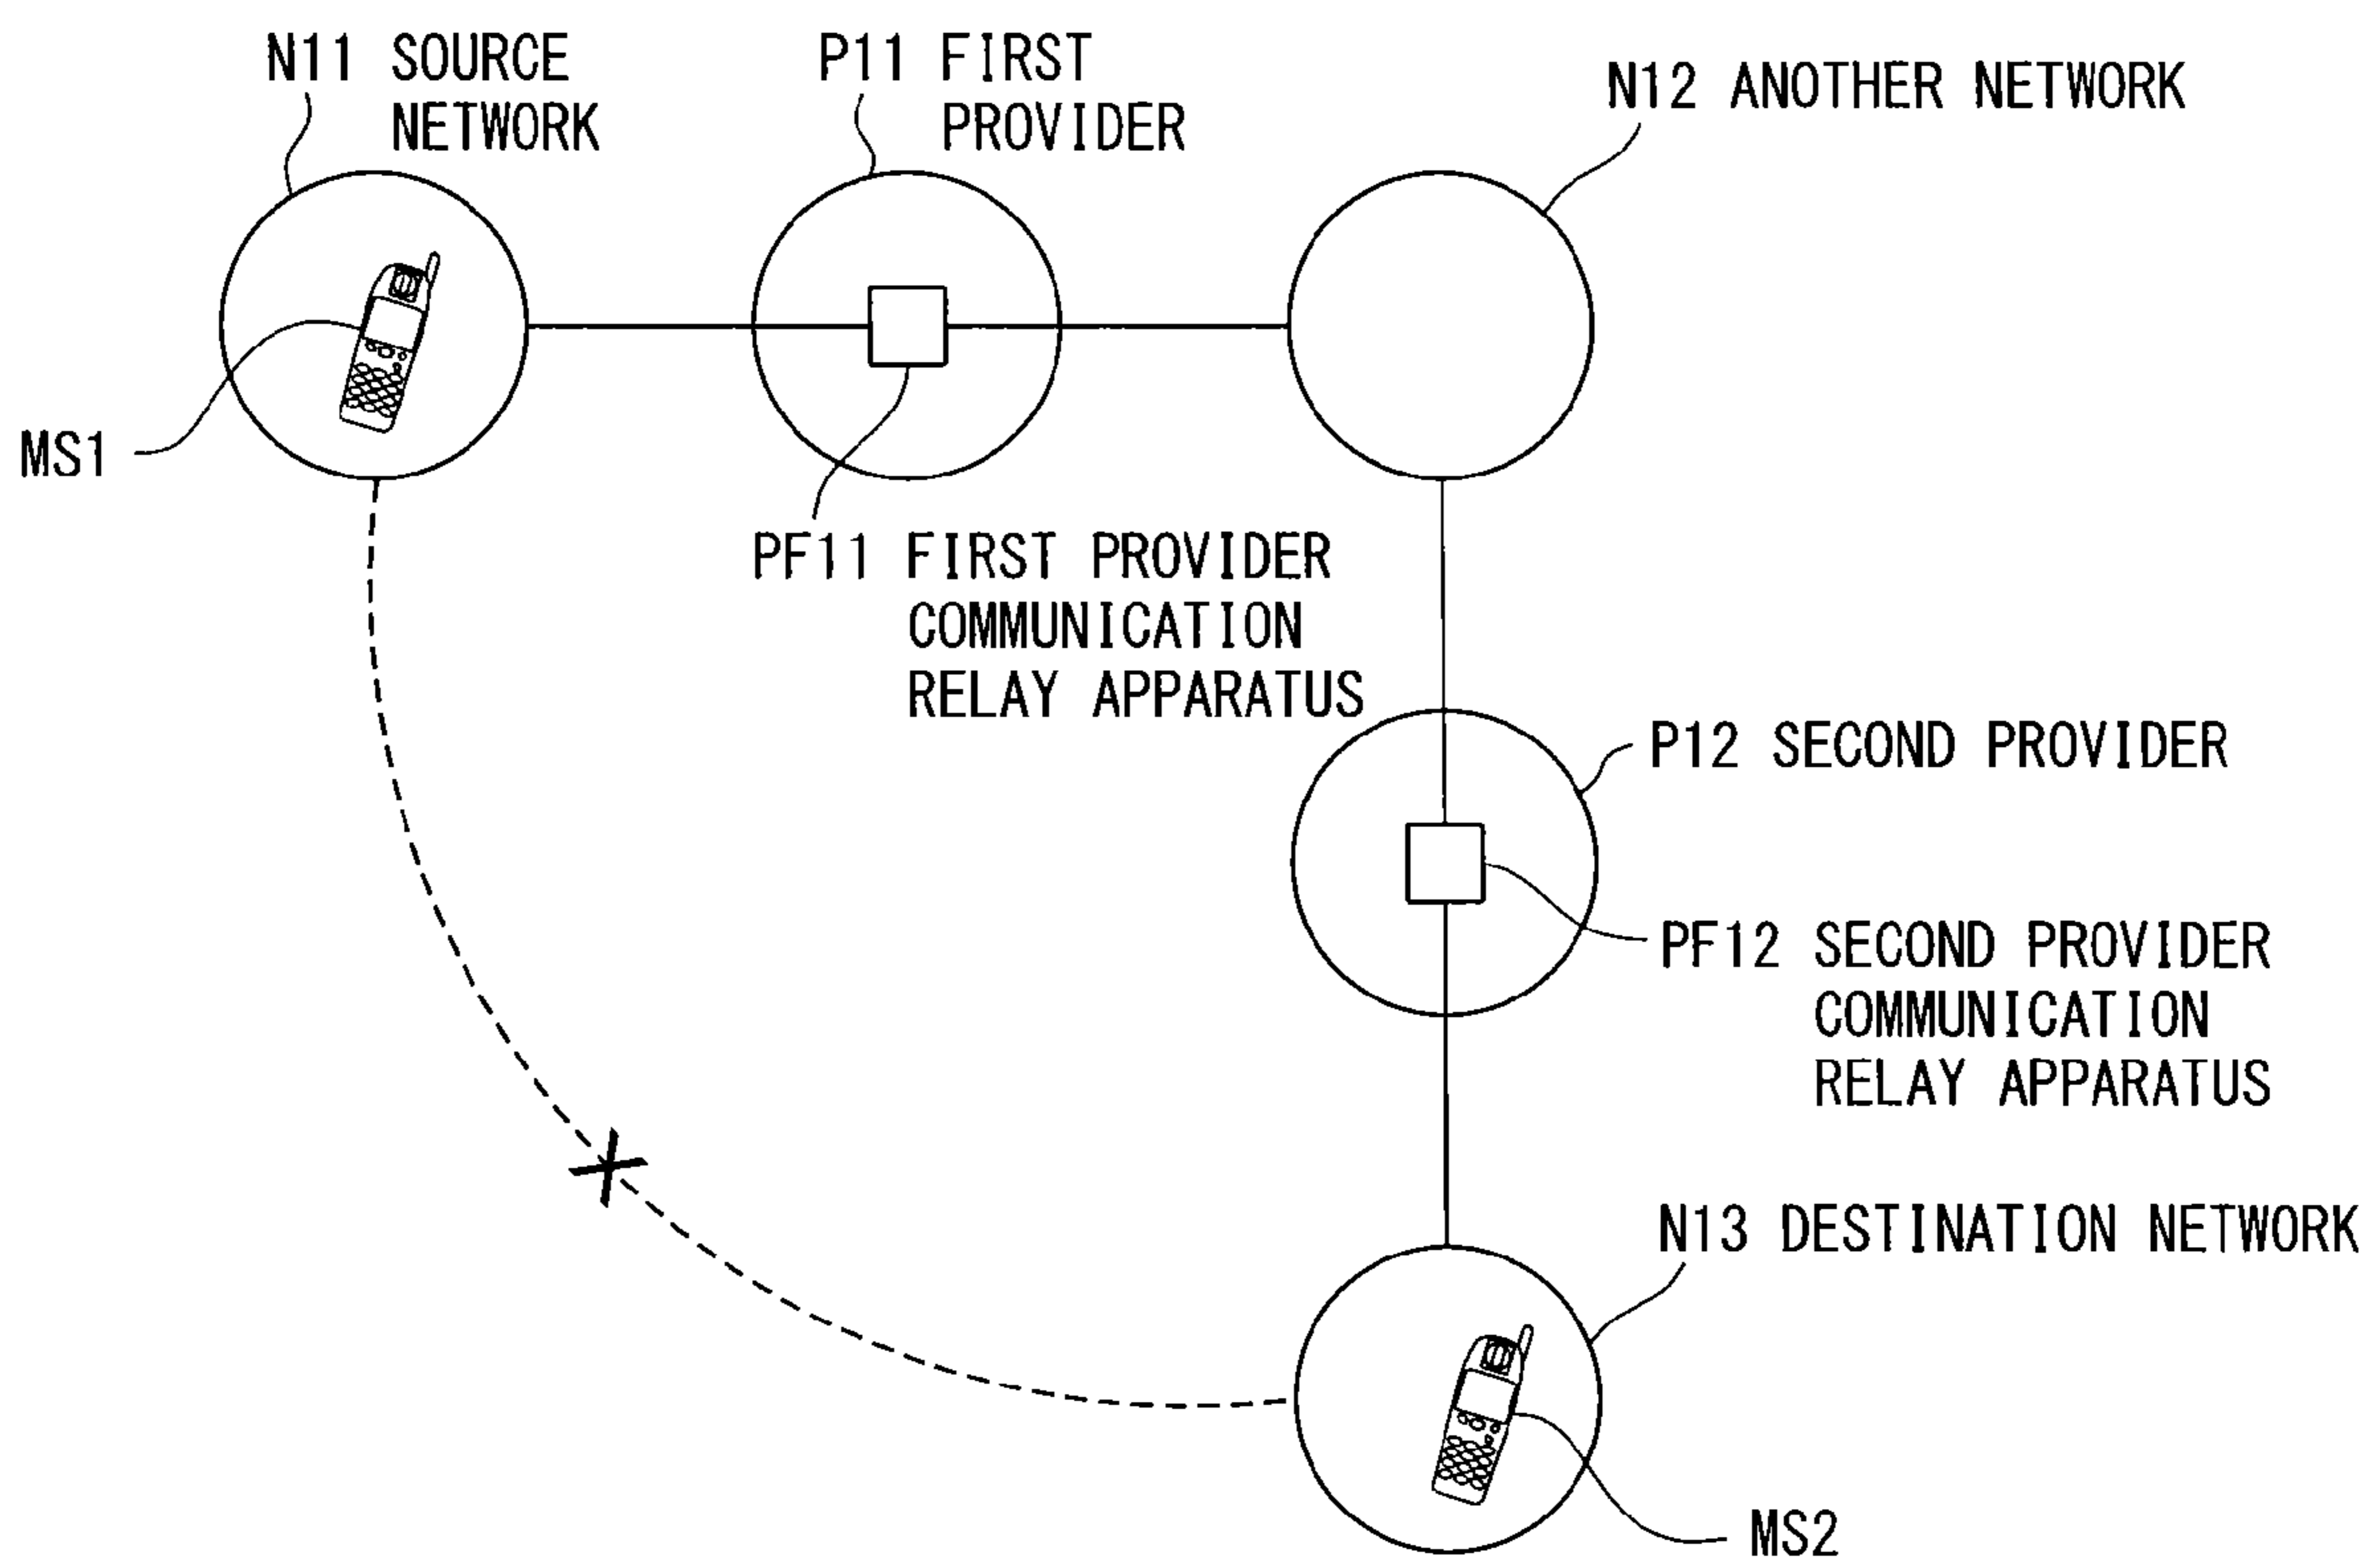 N11 SOURCE
NETWORK
P11 FIRST
PROVIDER
N12 ANOTHER NETWORK
MS1
PF11 FIRST PROVIDER
COMMUNICATION
RELAY APPARATUS
P12 SECOND PROVIDER
PF12 SECOND PROVIDER
COMMUNICATION
RELAY APPARATUS
N13 DESTINATION NETWORK
MS2